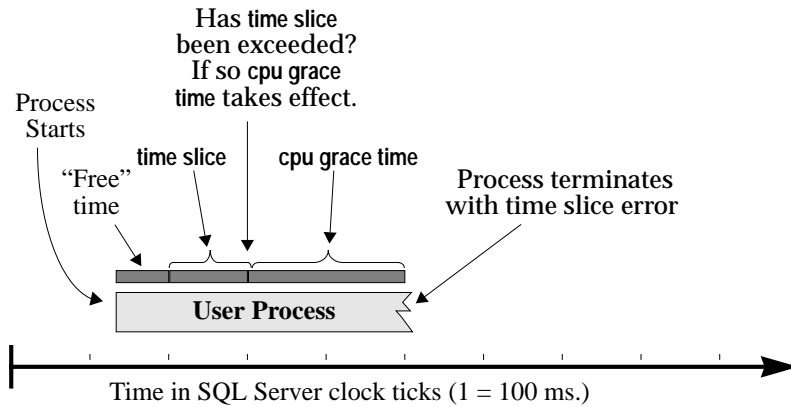 Has time slice
been exceeded?
If so cpu grace
time takes effect.
Process
Starts
“Free”
time
time slice
cpu grace time
Process terminates
with time slice error
User Process
Time in SQL Server clock ticks (1 = 100 ms.)